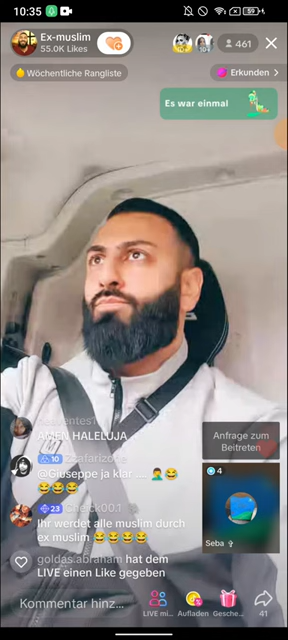 10:35
59
Ex-muslim
55.0K Likes
461
Wöchentliche Rangliste
Erkunden >
Es war einmal
AMEN HALELUJA
Anfrage zum
Beitreten
10
@Giuseppe ja klar .... 🤦‍♂️😂
😂😂😂
4
23
Ihr werdet alle muslim durch
ex muslim 😂😂😂😂
Seba ✞
goldas.abraham hat dem
LIVE einen Like gegeben
Kommentar hinz...
LIVE mi...
Aufladen
Gesche...
41